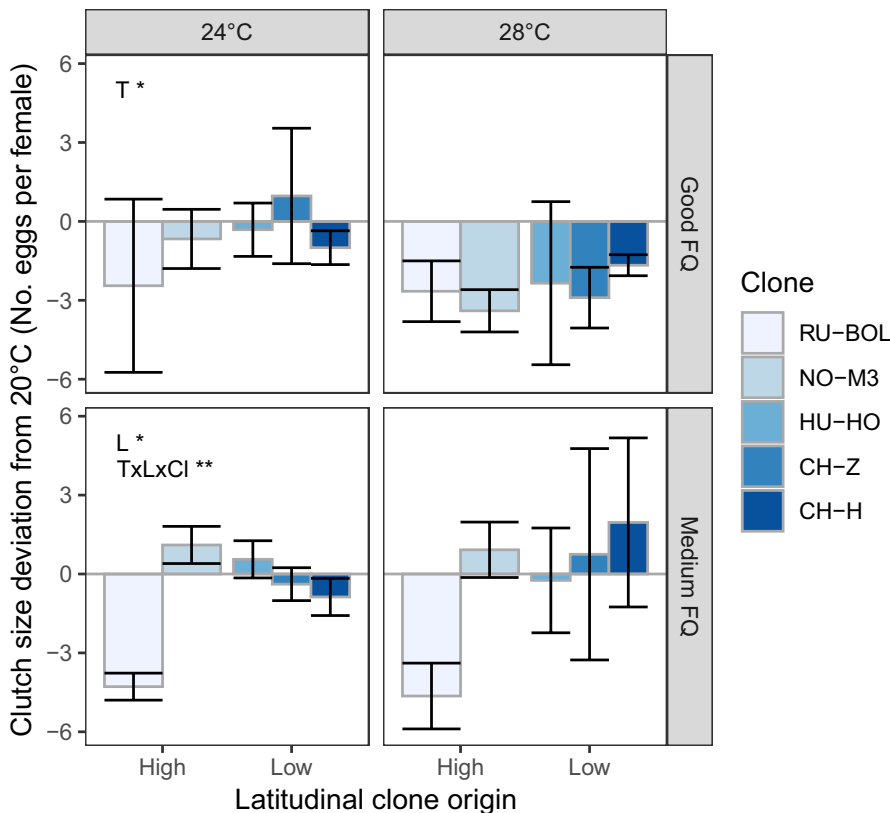 24°C
28°C
Clutch size deviation from 20°C (No. eggs per female)
6
3
0
−3
−6
T *
Good FQ
6
3
0
−3
−6
L *
TxLxCl **
Medium FQ
High
Low
High
Low
Latitudinal clone origin
Clone
RU−BOL
NO−M3
HU−HO
CH−Z
CH−H